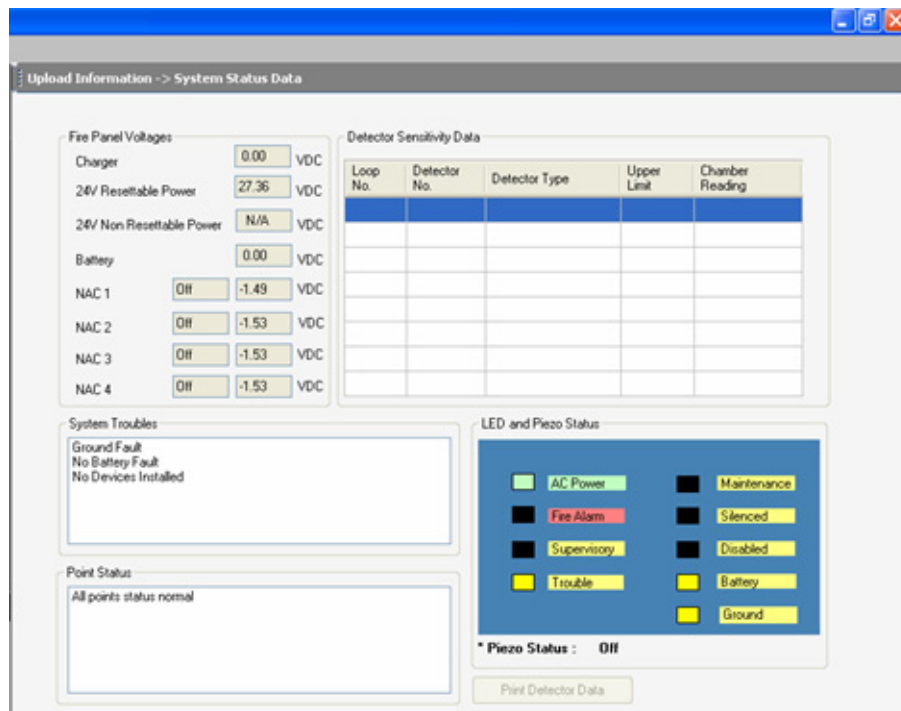 Upload Information -> System Status Data
Fire Panel Voltages
Charger 0.00 VDC
24V Resettable Power 27.36 VDC
24V Non Resettable Power N/A VDC
Battery 0.00 VDC
NAC 1 Off -1.49 VDC
NAC 2 Off -1.53 VDC
NAC 3 Off -1.53 VDC
NAC 4 Off -1.53 VDC
Detector Sensitivity Data
Loop No. Detector No. Detector Type Upper Limit Chamber Reading
System Troubles
Ground Fault
No Battery Fault
No Devices Installed
LED and Piezo Status
AC Power Maintenance
Fire Alarm Silenced
Supervisory Disabled
Trouble Battery
Ground
* Piezo Status : Off
Point Status
All points status normal
Print Detector Data